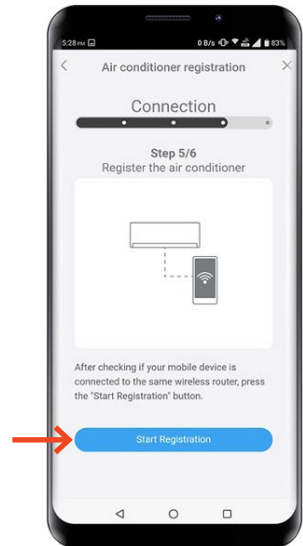 5:28 PM 0 B/s 83%
Air conditioner registration
Connection
Step 5/6
Register the air conditioner
After checking if your mobile device is
connected to the same wireless router, press
the "Start Registration" button.
Start Registration